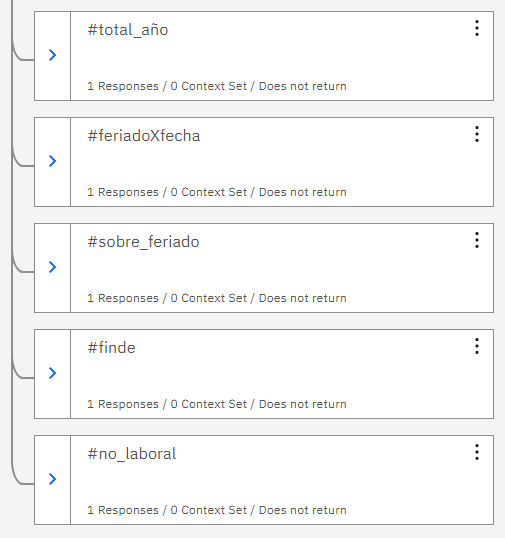 #total_año
1 Responses / 0 Context Set / Does not return
#feriadoXfecha
1 Responses / 0 Context Set / Does not return
#sobre_feriado
1 Responses / 0 Context Set / Does not return
#finde
1 Responses / 0 Context Set / Does not return
#no_laboral
1 Responses / 0 Context Set / Does not return